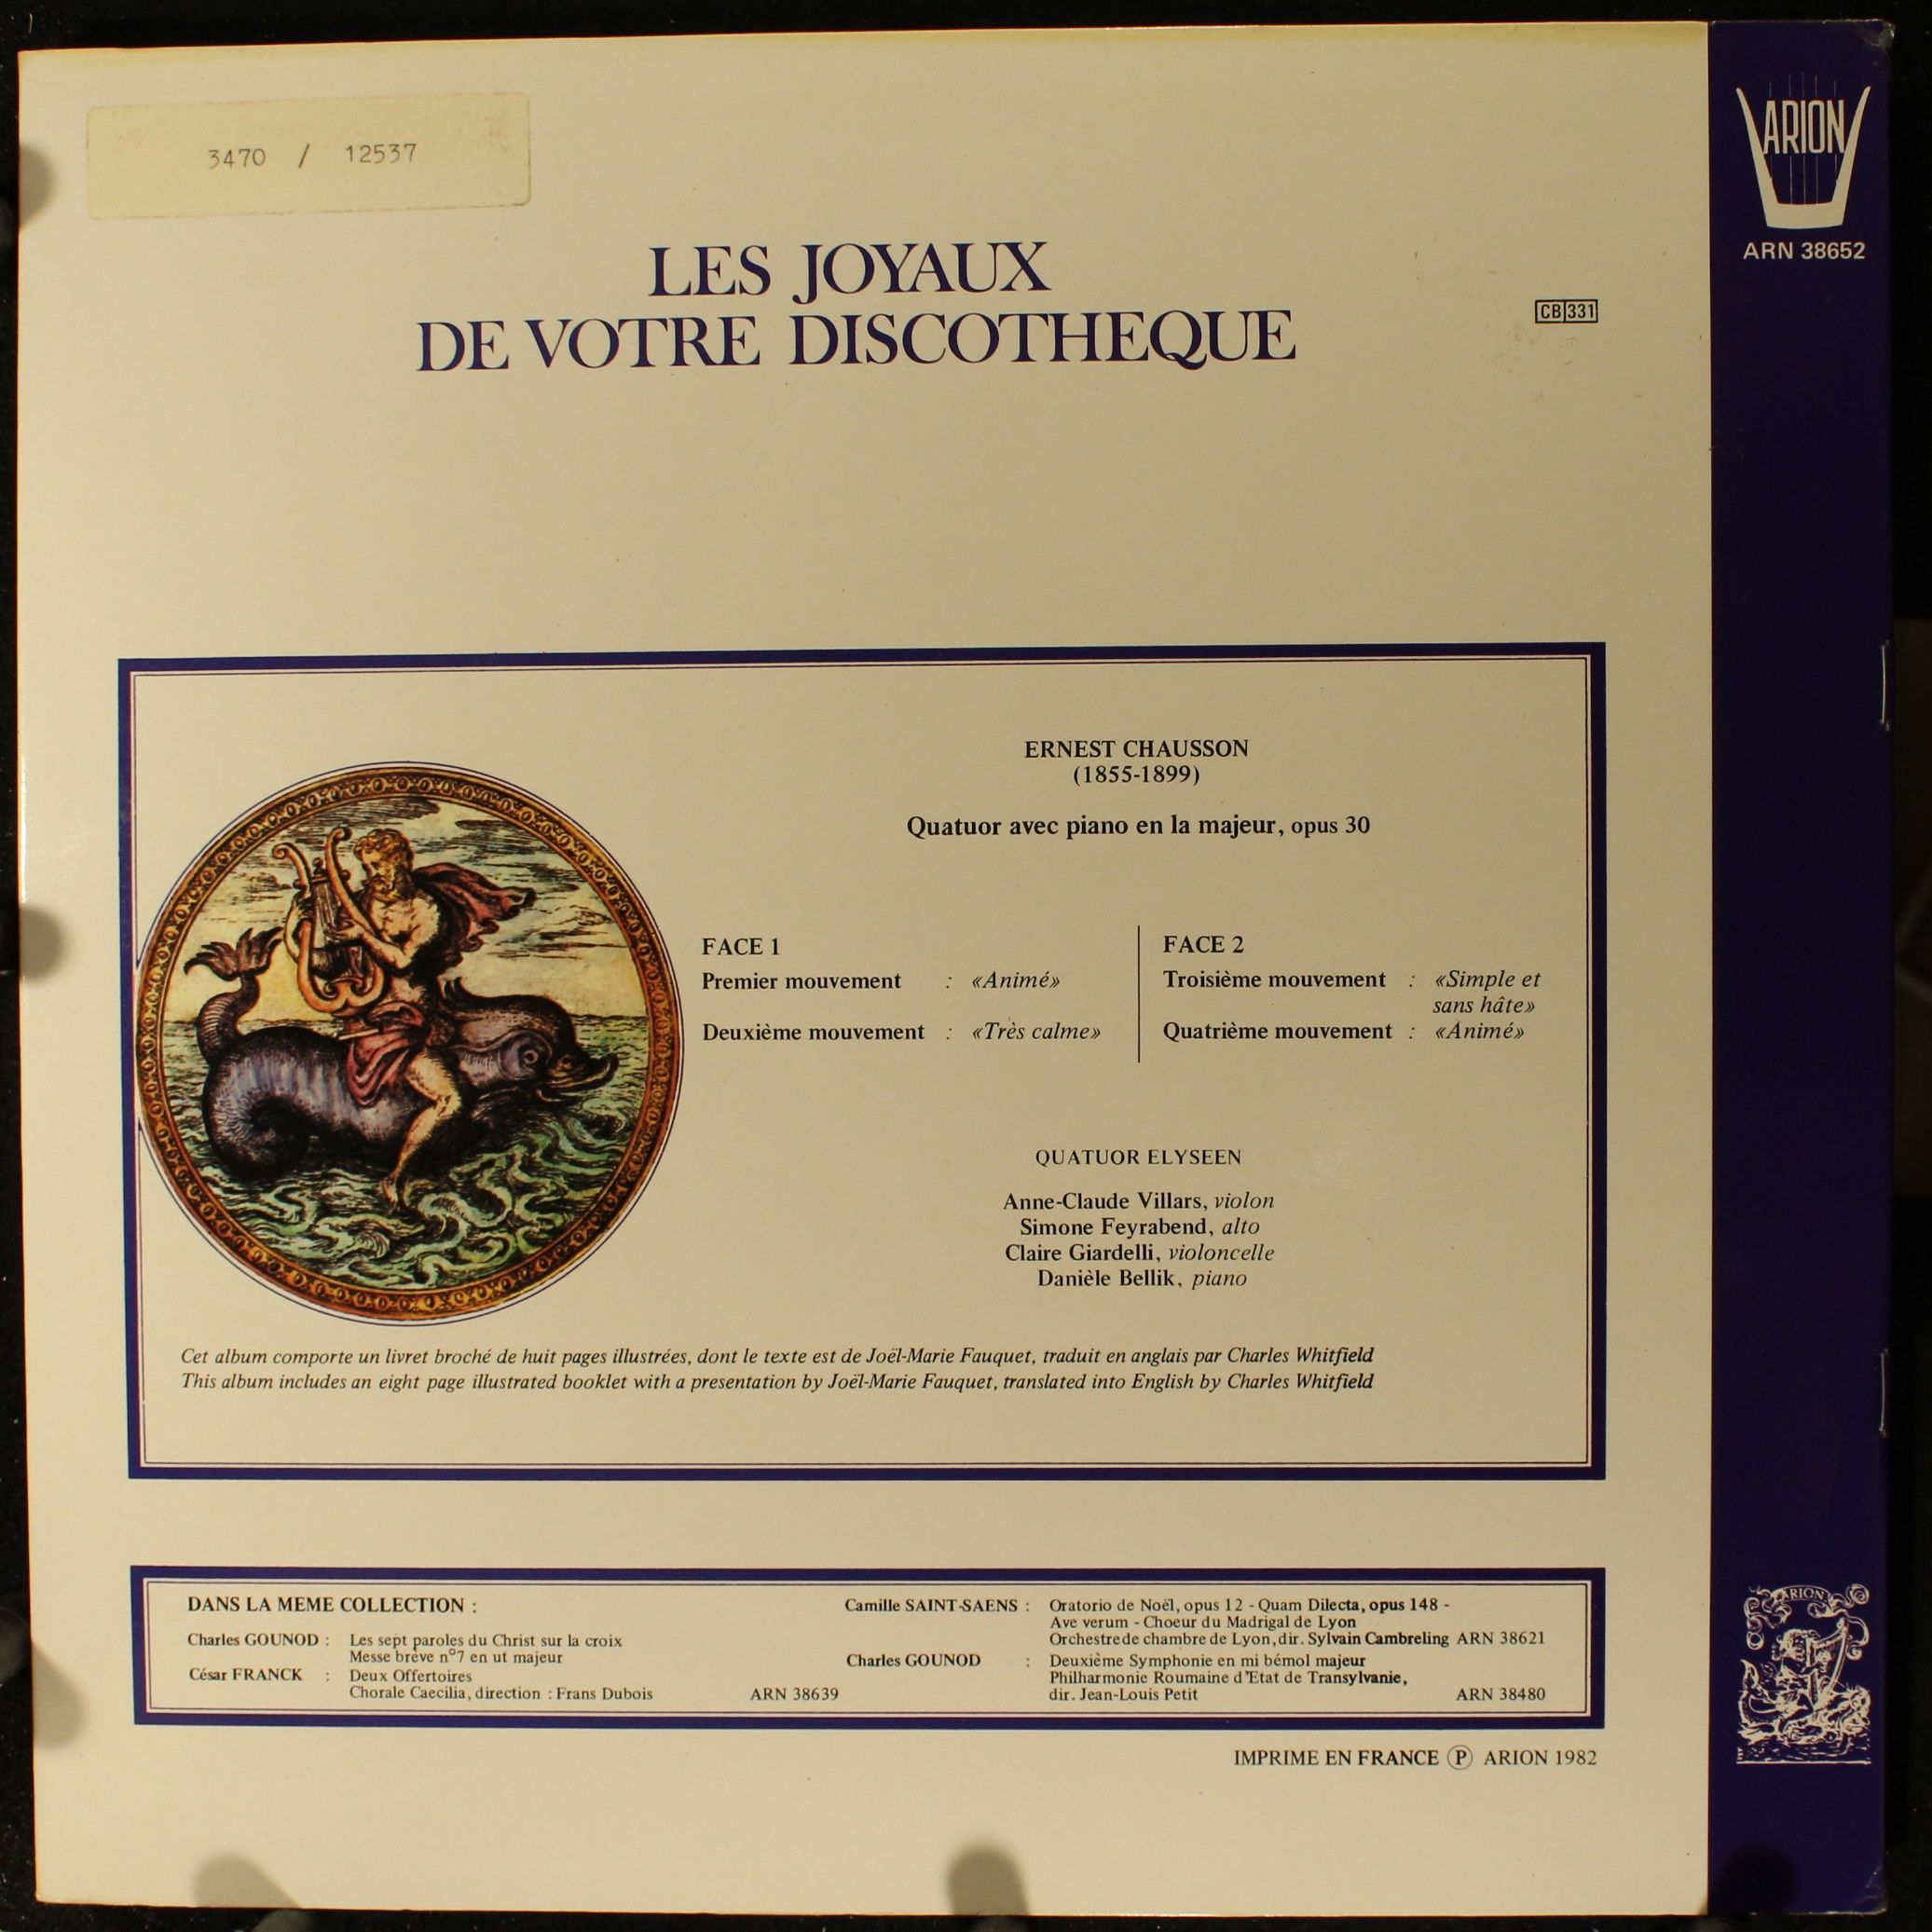 3470 / 12537
ARION
ARN 38652
LES JOYAUX
DE VOTRE DISCOTHEQUE
CB 331
ERNEST CHAUSSON
(1855-1899)
Quatuor avec piano en la majeur, opus 30
FACE 1
Premier mouvement : «Animé»
Deuxième mouvement : «Très calme»
FACE 2
Troisième mouvement : «Simple et
sans hâte»
Quatrième mouvement : «Animé»
QUATUOR ELYSEEN
Anne-Claude Villars, violon
Simone Feyrabend, alto
Claire Giardelli, violoncelle
Danièle Bellik, piano
Cet album comporte un livret broché de huit pages illustrées, dont le texte est de Joël-Marie Fauquet, traduit en anglais par Charles Whitfield
This album includes an eight page illustrated booklet with a presentation by Joël-Marie Fauquet, translated into English by Charles Whitfield
DANS LA MEME COLLECTION :
Charles GOUNOD : Les sept paroles du Christ sur la croix
Messe brève n°7 en ut majeur
César FRANCK : Deux Offertoires
Chorale Caecilia, direction : Frans Dubois ARN 38639
Camille SAINT-SAENS : Oratorio de Noël, opus 12 - Quam Dilecta, opus 148 -
Ave verum - Choeur du Madrigal de Lyon
Orchestre de chambre de Lyon, dir. Sylvain Cambreling ARN 38621
Charles GOUNOD : Deuxième Symphonie en mi bémol majeur
Philharmonie Roumaine d'Etat de Transylvanie,
dir. Jean-Louis Petit ARN 38480
ARION
IMPRIME EN FRANCE Ⓟ ARION 1982